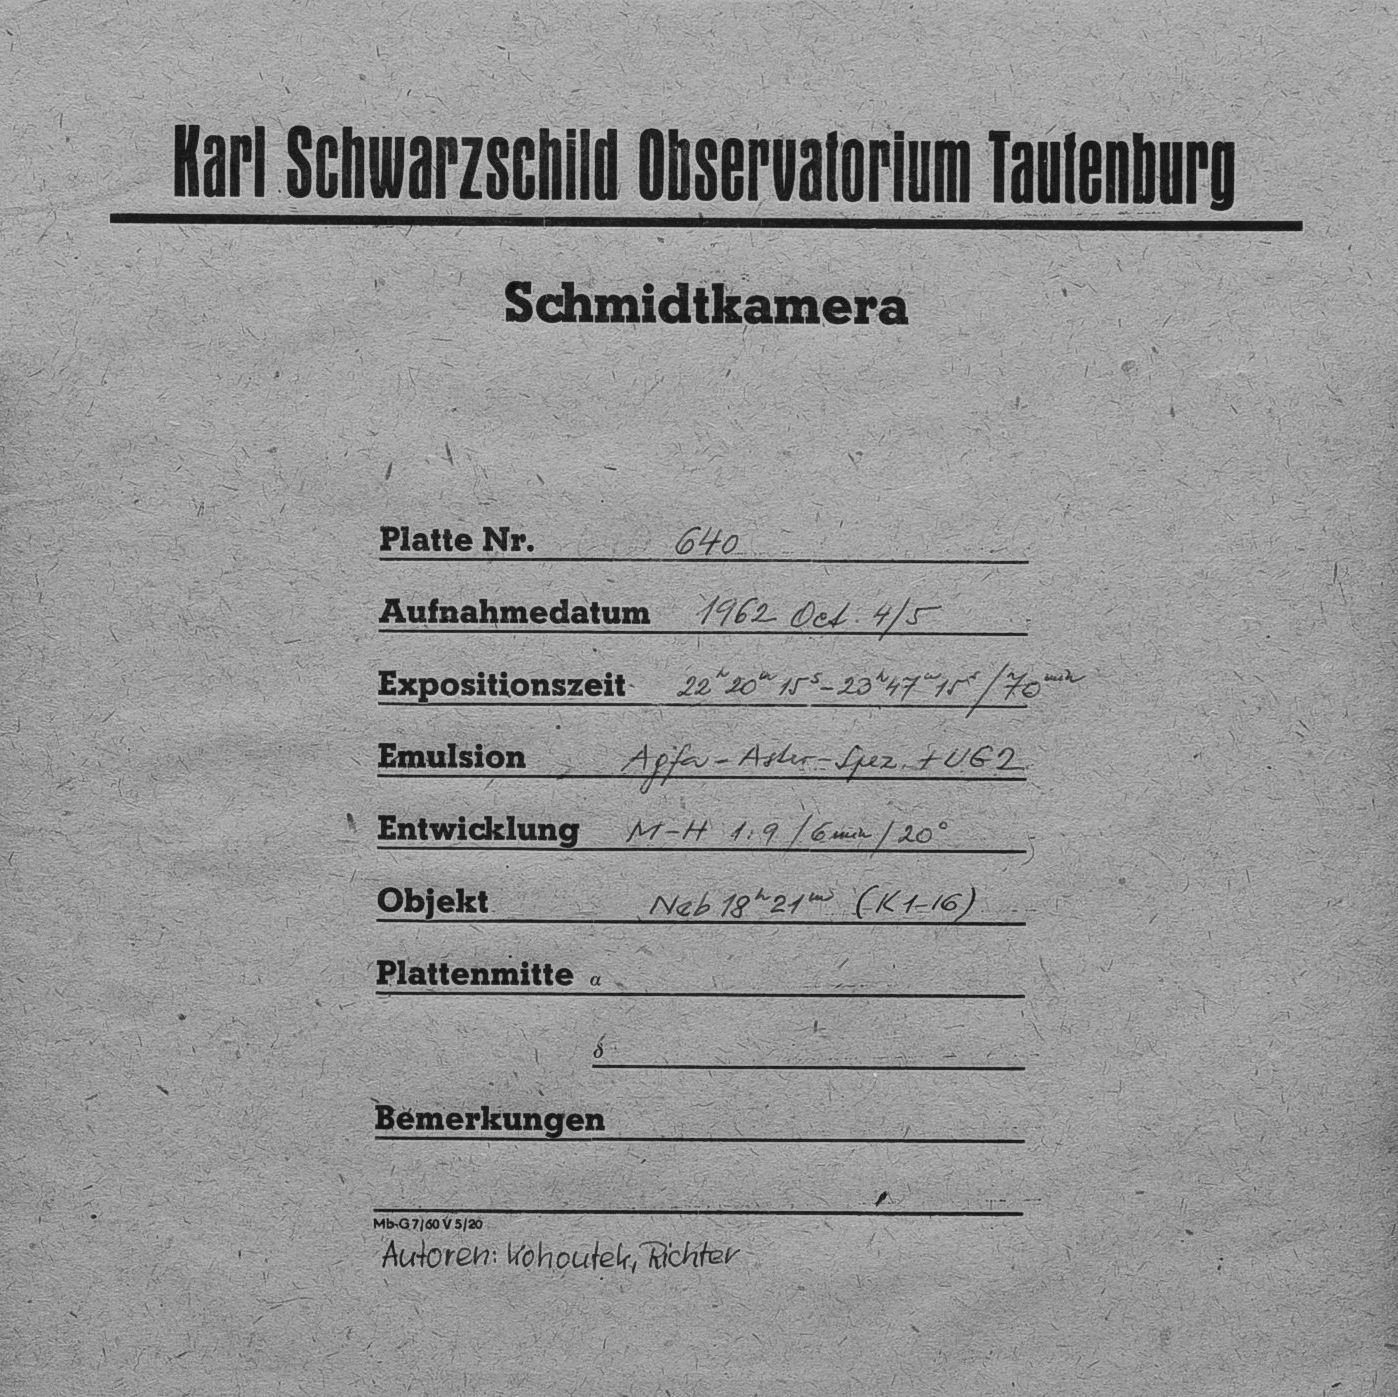 Karl Schwarzschild Observatorium Tautenburg
Schmidtkamera
Platte Nr. 640
Aufnahmedatum 1962 Oct. 4/5
Expositionszeit 22ʰ20ᵐ15ˢ–23ʰ47ᵐ15ˢ/70ᵐⁱⁿ
Emulsion Agfa–Astro–Spez. +UG2
Entwicklung M–H 1:9/6min/20°
Objekt Neb 18ʰ21ᵐ (K1–16)
Plattenmitte α
δ
Bemerkungen
Mb-G 7/60 V 5/20
Autoren: Kohoutek, Richter